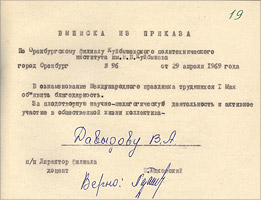 19
ВЫПИСКА ИЗ ПРИКАЗА
По Оренбургскому филиалу Куйбышевского политехнического
института им.В.В.Куйбышева
город Оренбург № 96 от 29 апреля 1969 года
В ознаменование Международного праздника трудящихся I Мая
объявить благодарность.
За плодотворную научно-педагогическую деятельность и активное
участие в общественной жизни коллектива-
Давыдову В.А.
п/п Директор филиала
доцент
Верно: